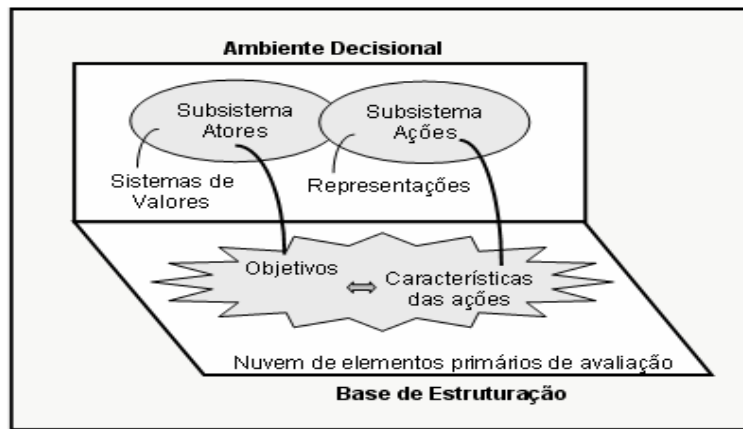 Ambiente Decisional
Subsistema
Atores
Subsistema
Ações
Sistemas de
Valores
Representações
Objetivos
Características
das ações
Nuvem de elementos primários de avaliação
Base de Estruturação